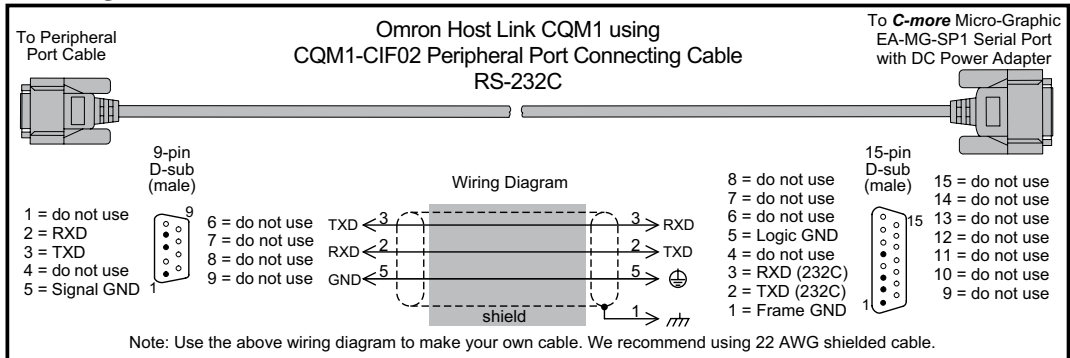 Omron Host Link CQM1 using
CQM1-CIF02 Peripheral Port Connecting Cable
RS-232C
To Peripheral
Port Cable
To C-more Micro-Graphic
EA-MG-SP1 Serial Port
with DC Power Adapter
9-pin
D-sub
(male)
1 = do not use
2 = RXD
3 = TXD
4 = do not use
5 = Signal GND
9
1
6 = do not use
7 = do not use
8 = do not use
9 = do not use
Wiring Diagram
TXD 3 3 RXD
RXD 2 2 TXD
GND 5 5
shield
1
8 = do not use
7 = do not use
6 = do not use
5 = Logic GND
4 = do not use
3 = RXD (232C)
2 = TXD (232C)
1 = Frame GND
15-pin
D-sub
(male)
15
1
15 = do not use
14 = do not use
13 = do not use
12 = do not use
11 = do not use
10 = do not use
9 = do not use
Note: Use the above wiring diagram to make your own cable. We recommend using 22 AWG shielded cable.